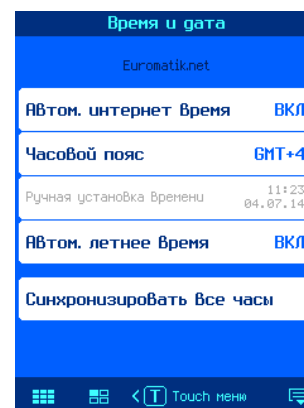 Время и дата
Euromatik.net
Автом. интернет время ВКЛ
Часовой пояс GMT+4
Ручная установка времени 11:23 04.07.14
Автом. летнее время ВКЛ
Синхронизировать все часы
< T Touch меню